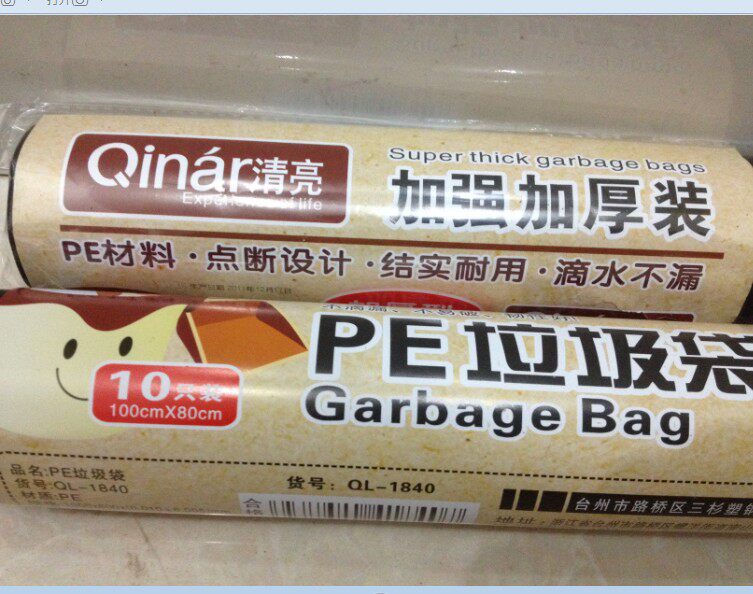 Qinár清亮
Experience of life
Super thick garbage bags
加强加厚装
PE材料·点断设计·结实耐用·滴水不漏
PE垃圾袋
10只装
100cmX80cm
Garbage Bag
品名:PE垃圾袋
货号:QL-1840
材质:PE
货号：QL-1840
合格
台州市路桥区三杉塑